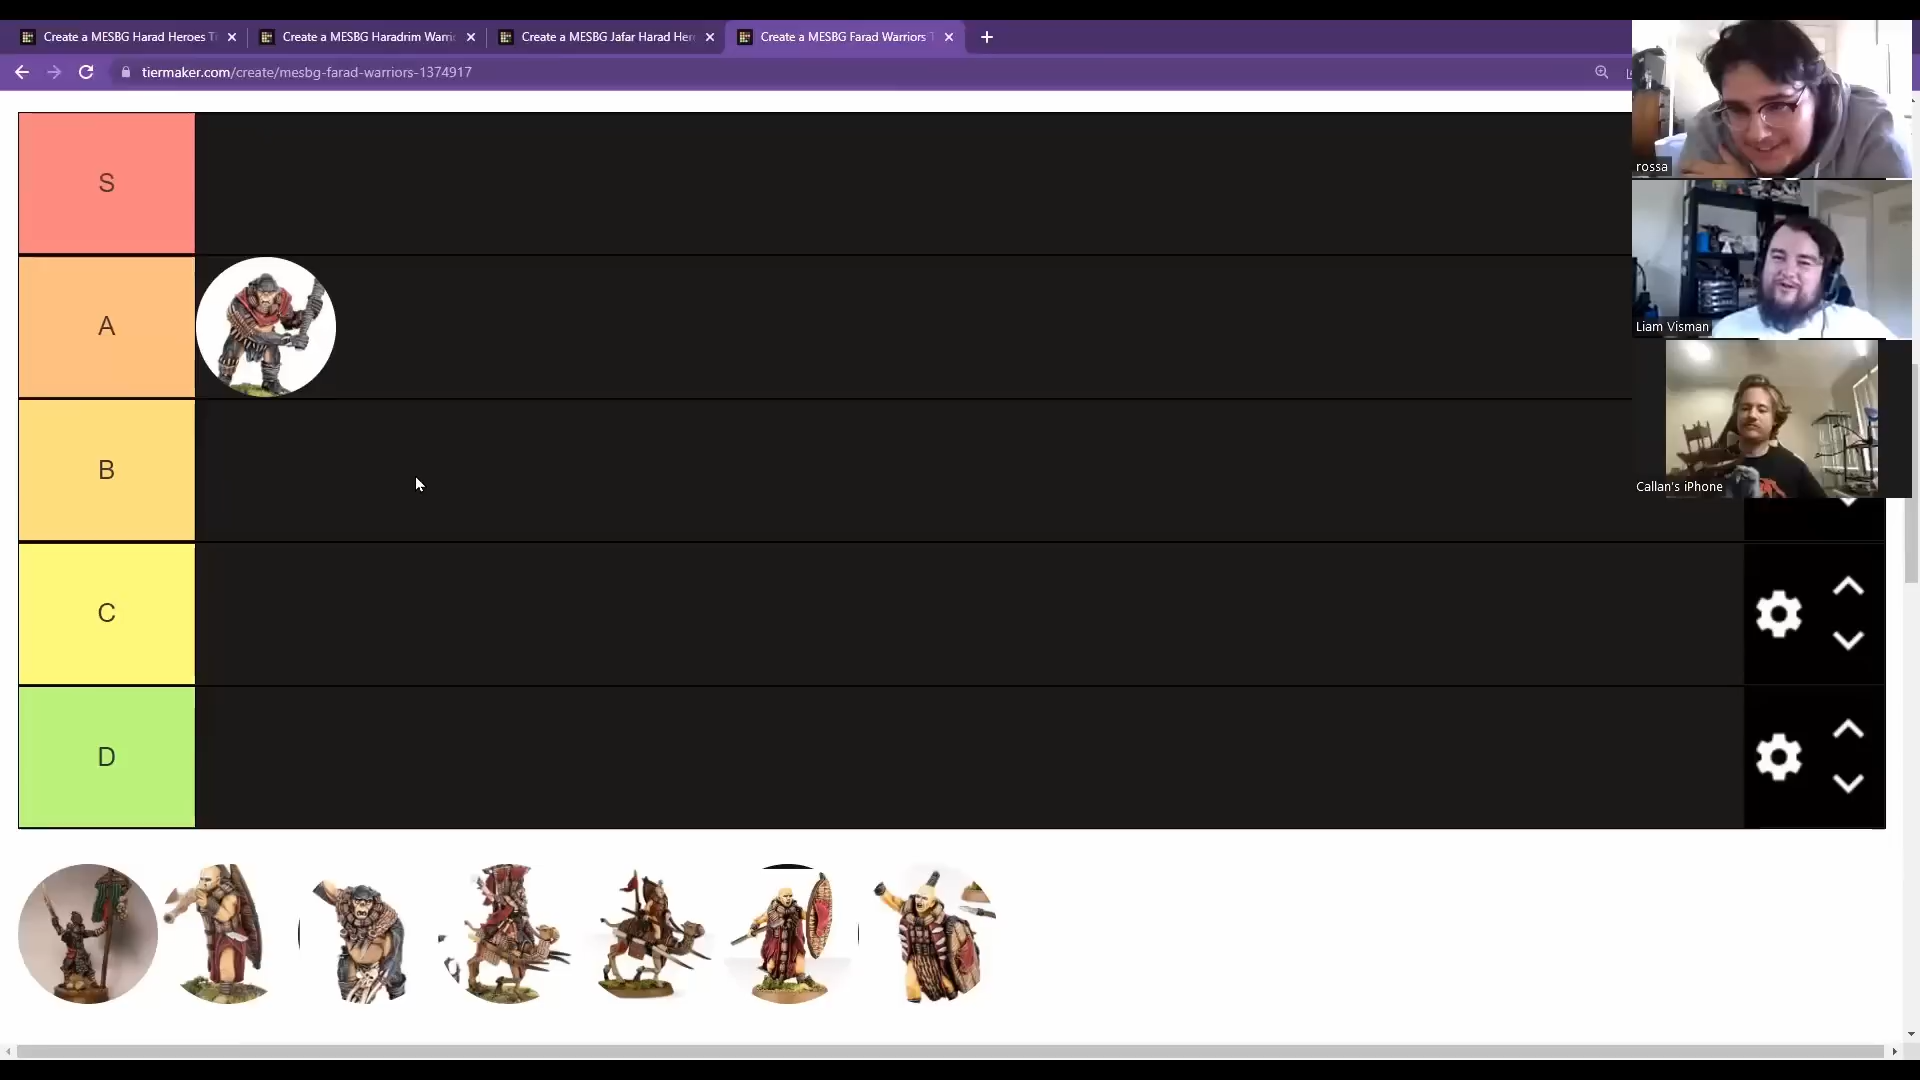 Create a MESBG Harad Heroes T
Create a MESBG Haradrim Warri
Create a MESBG Jafar Harad Her
Create a MESBG Farad Warriors T
tiermaker.com/create/mesbg-farad-warriors-1374917
S
A
B
C
D
rossa
Liam Visman
Callan's iPhone